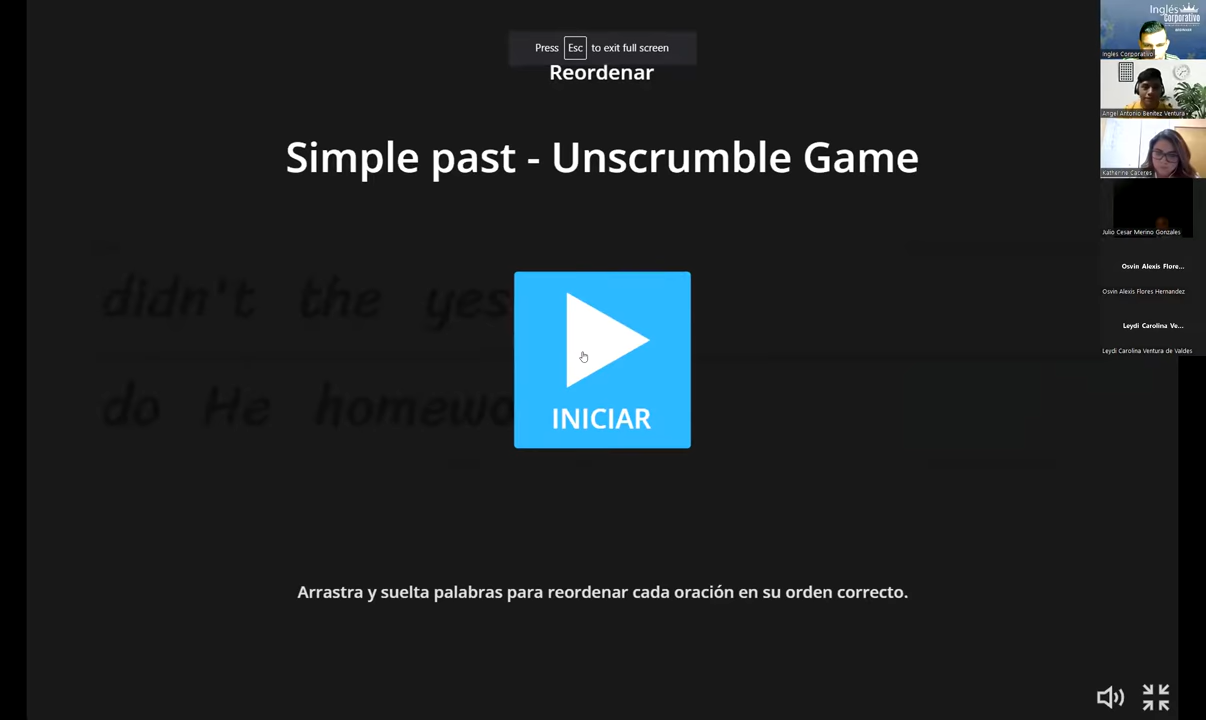 Press Esc to exit full screen
Reordenar
Simple past - Unscrumble Game
didn't the yes
do He homewo
INICIAR
Arrastra y suelta palabras para reordenar cada oración en su orden correcto.
Inglés
corporativo
Inglés Corporativo
Angel Antonio Benitez Ventura
Katherine Caceres
Julio Cesar Merino Gonzales
Osvin Alexis Flore...
Osvin Alexis Flores Hernandez
Leydi Carolina Ve...
Leydi Carolina Ventura de Valdes